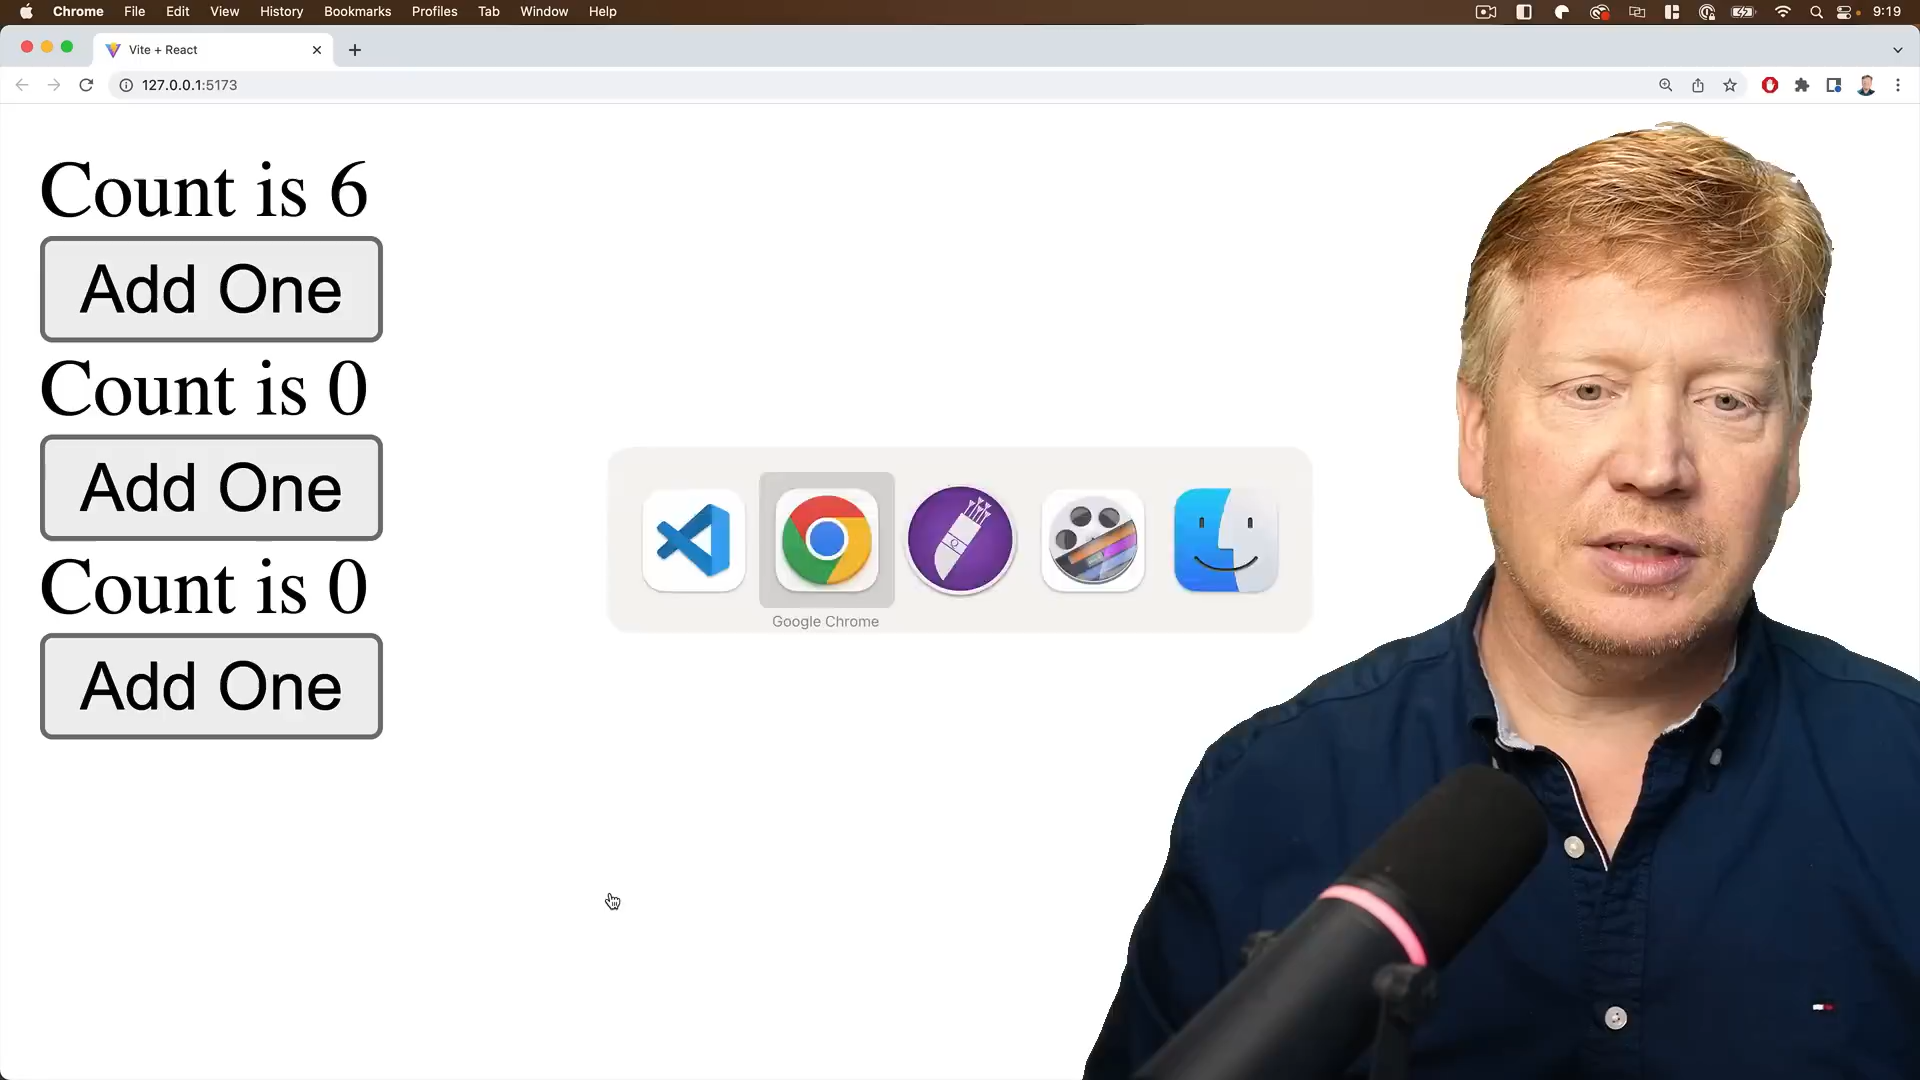 Chrome File Edit View History Bookmarks Profiles Tab Window Help 9:19
Vite + React
127.0.0.1:5173
Count is 6
Add One
Count is 0
Add One
Count is 0
Add One
Google Chrome